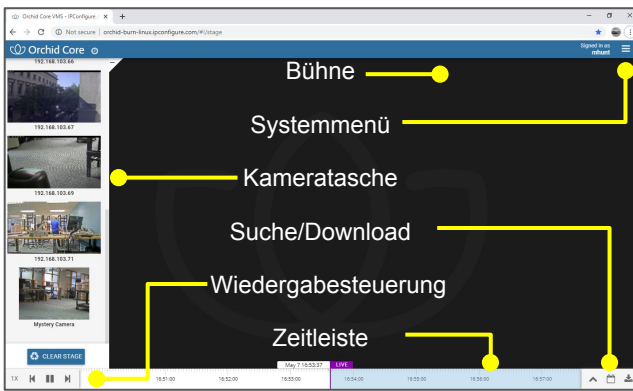 Orchid Core VMS - IPConfigure
Not secure | orchid-burn-linux.ipconfigure.com/#/stage
Orchid Core
Signed in as
mhunt
192.168.103.66
Bühne
192.168.103.67
Systemmenü
192.168.103.69
Kameratasche
192.168.103.71
Suche/Download
Mystery Camera
Wiedergabesteuerung
CLEAR STAGE
Zeitleiste
May 7 16:53:37 LIVE
1X 16:51:00 16:52:00 16:53:00 16:54:00 16:55:00 16:56:00 16:57:00